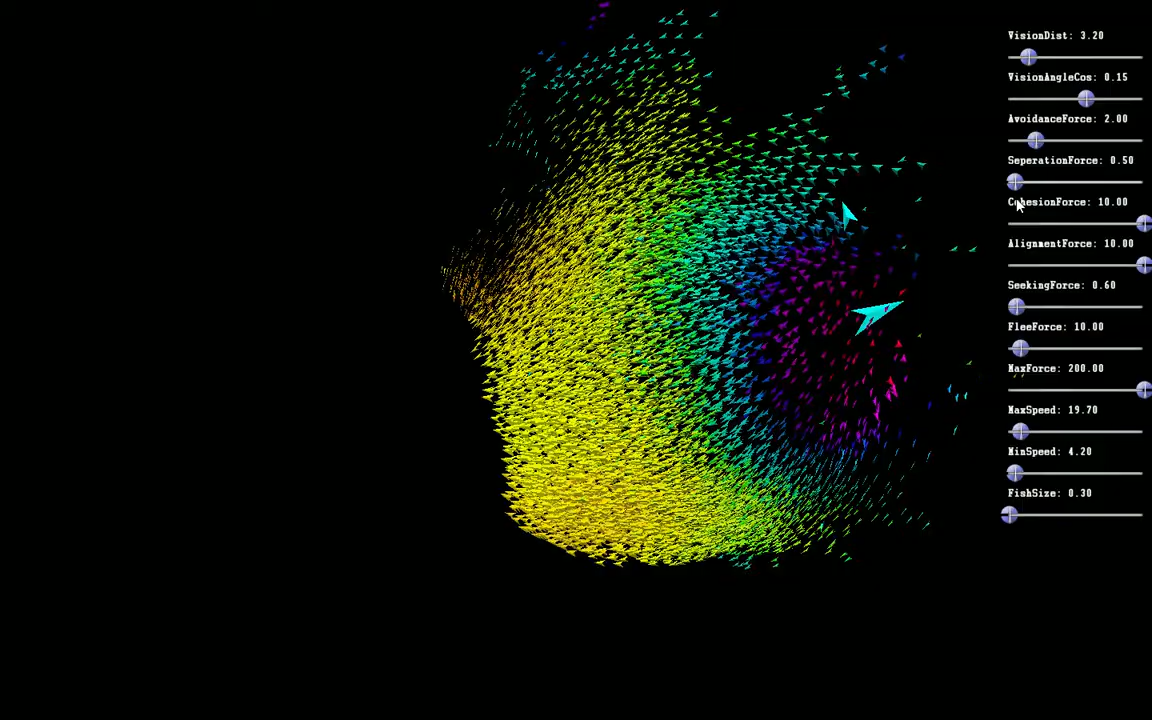 VisionDist: 3.20
VisionAngleCos: 0.15
AvoidanceForce: 2.00
SeperationForce: 0.50
CohesionForce: 10.00
AlignmentForce: 10.00
SeekingForce: 0.60
FleeForce: 10.00
MaxForce: 200.00
MaxSpeed: 19.70
MinSpeed: 4.20
FishSize: 0.30